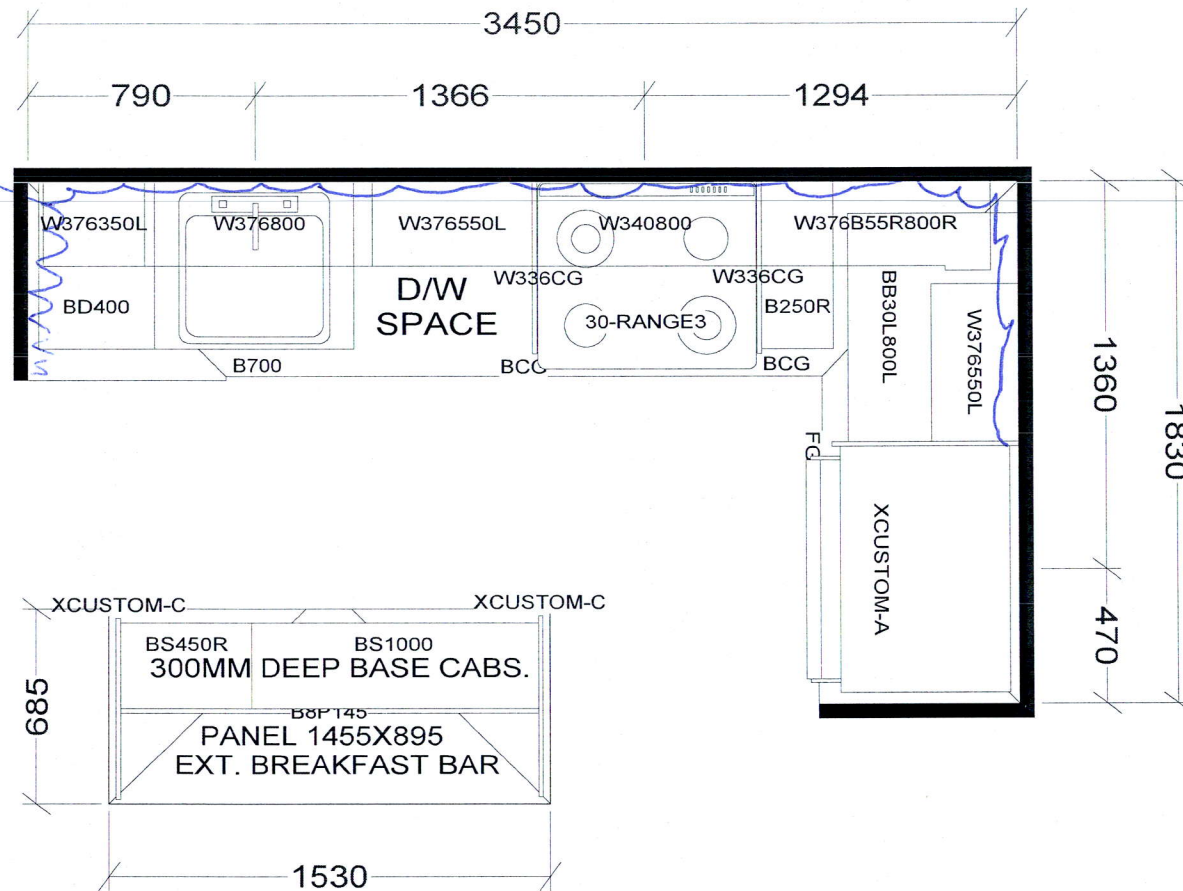 3450
790
1366
1294
W376350L
W376800
W376550L
W340800
W376B55R800R
W336CG
W336CG
BD400
D/W
SPACE
30-RANGE3
B250R
BB30L800L
W376550L
B700
BCG
BCG
FG
XCUSTOM-A
1360
1830
470
XCUSTOM-C
XCUSTOM-C
BS450R
BS1000
300MM DEEP BASE CABS.
B8P145
PANEL 1455X895
EXT. BREAKFAST BAR
685
1530